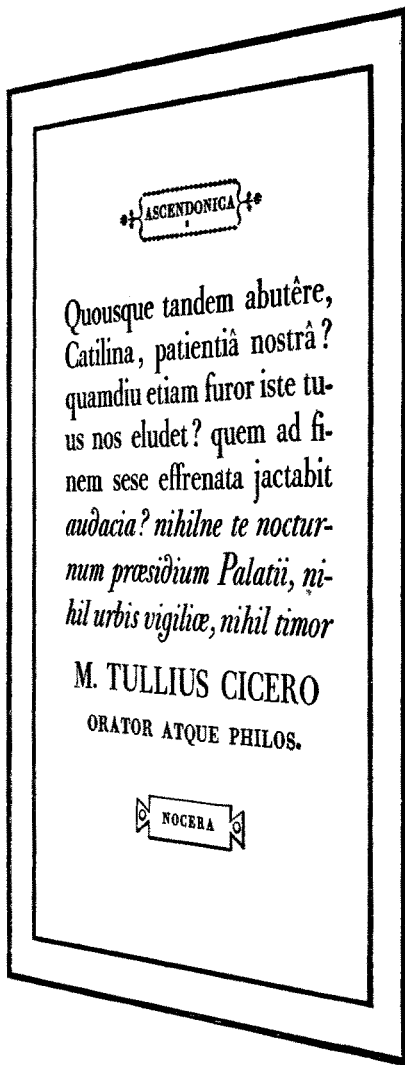 ASCENDONICA
Quousque tandem abutêre,
Catilina, patientiâ nostrâ?
quamdiu etiam furor iste tu-
us nos eludet? quem ad fi-
nem sese effrenata jactabit
audacia? nihilne te noctur-
num præsidium Palatii, ni-
hil urbis vigiliæ, nihil timor
M. TULLIUS CICERO
ORATOR ATQUE PHILOS.
NOCERA